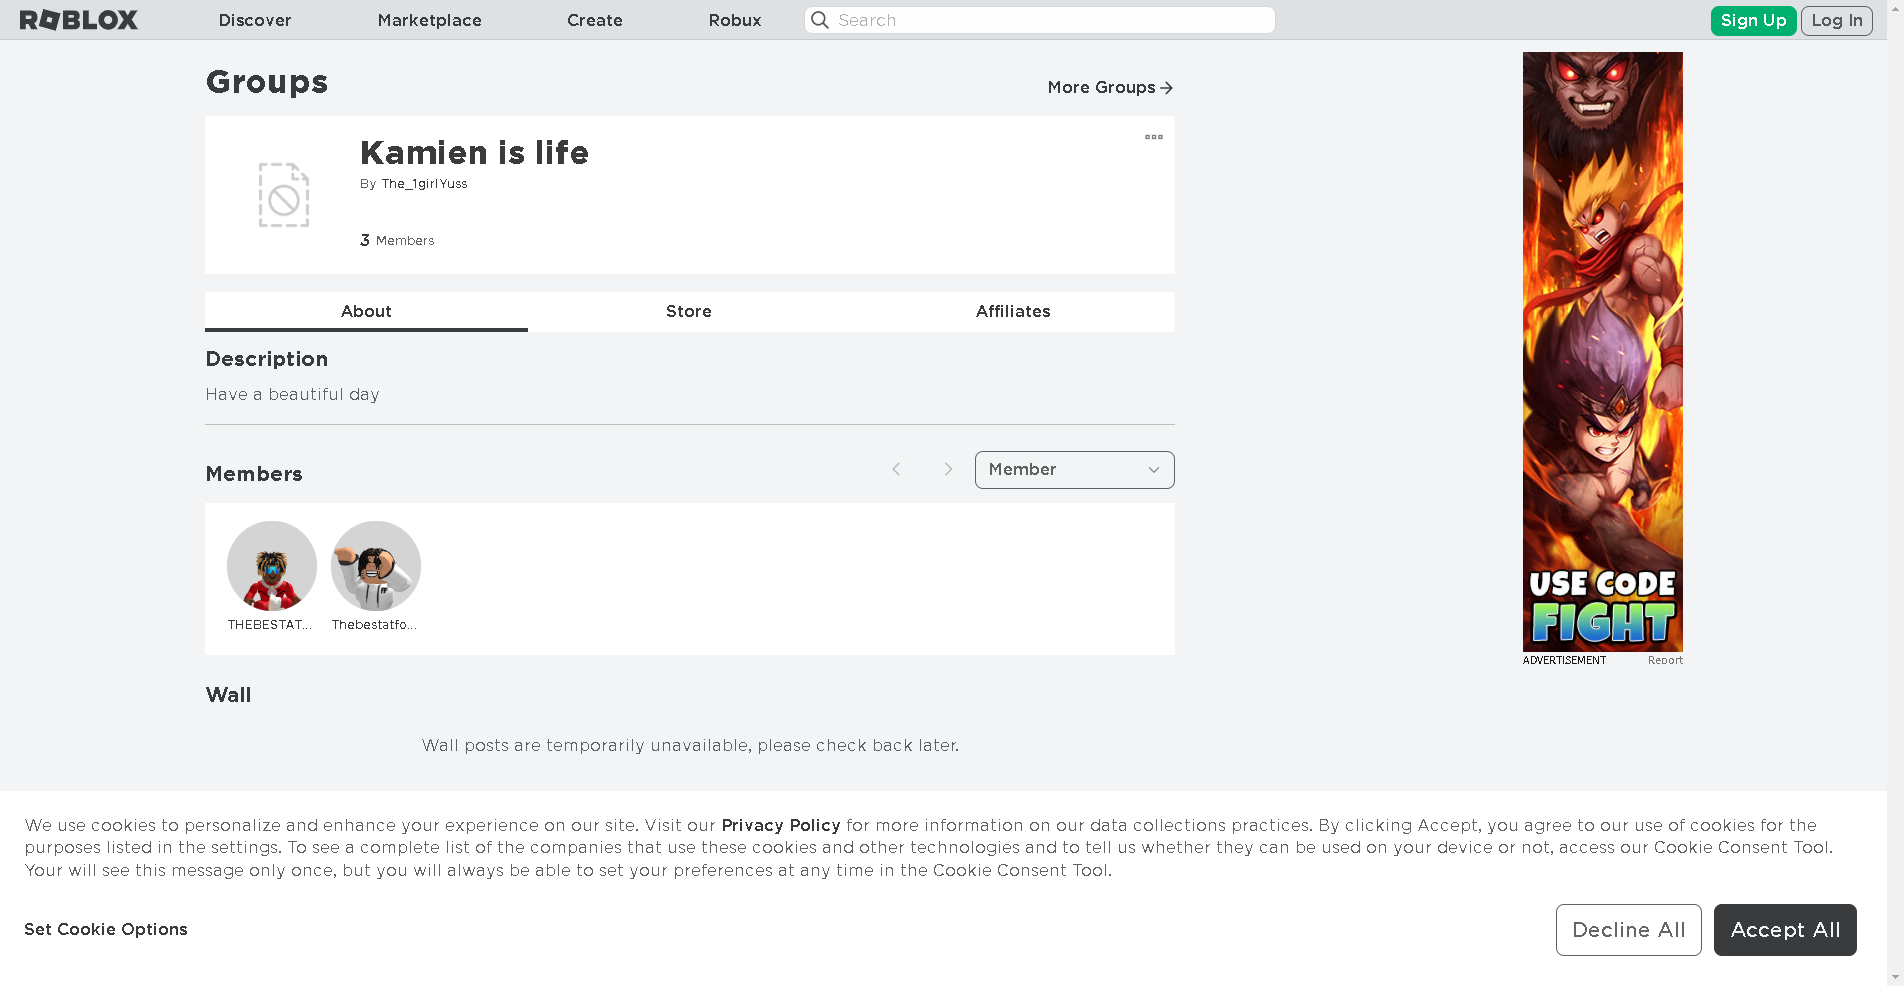 ROBLOX
Discover
Marketplace
Create
Robux
Search
Sign Up
Log In
Groups
More Groups
Kamien is life
By The_1girlYuss
3 Members
About
Store
Affiliates
Description
Have a beautiful day
Members
Member
THEBESTAT...
Thebestatfo...
Wall
Wall posts are temporarily unavailable, please check back later.
USE CODE
FIGHT
ADVERTISEMENT
Report
We use cookies to personalize and enhance your experience on our site. Visit our Privacy Policy for more information on our data collections practices. By clicking Accept, you agree to our use of cookies for the
purposes listed in the settings. To see a complete list of the companies that use these cookies and other technologies and to tell us whether they can be used on your device or not, access our Cookie Consent Tool.
Your will see this message only once, but you will always be able to set your preferences at any time in the Cookie Consent Tool.
Set Cookie Options
Decline All
Accept All